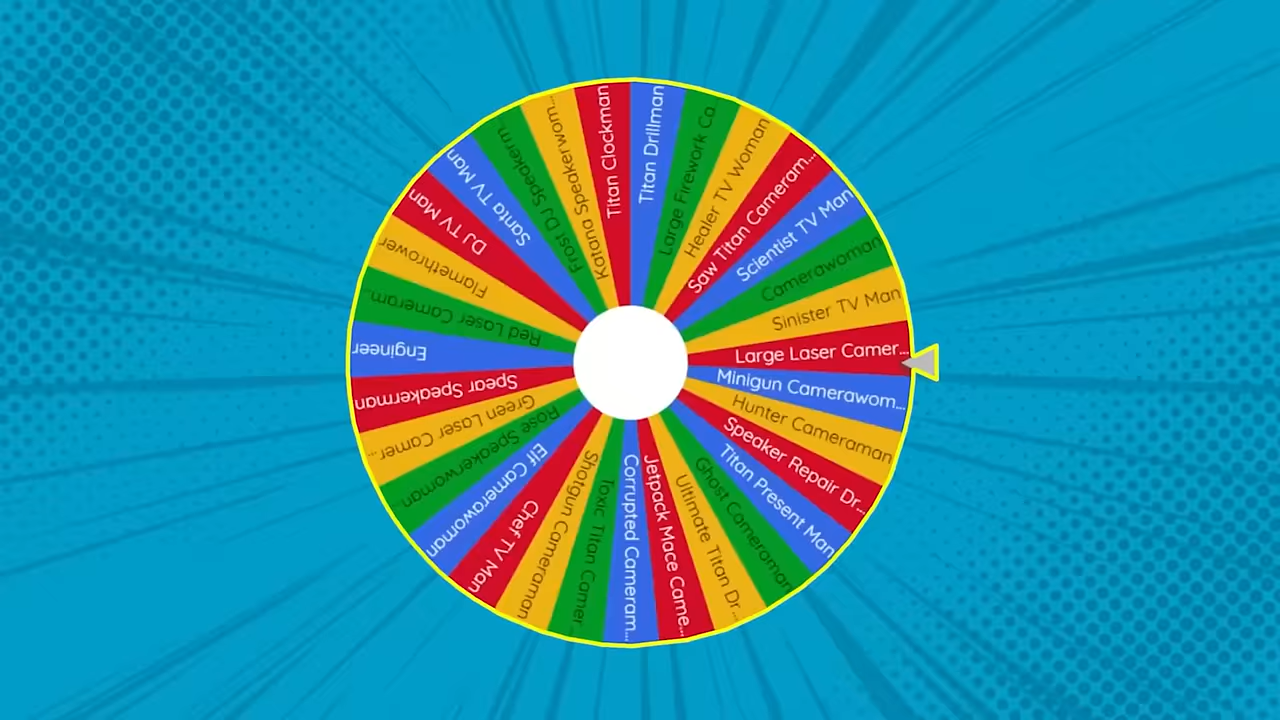 Titan Drillman
Large Firework Ca...
Healer TV Woman
Saw Titan Cameram...
Scientist TV Man
Camerawoman
Sinister TV Man
Large Laser Camer...
Minigun Camerawom...
Hunter Cameraman
Speaker Repair Dr...
Titan Present Man
Ghost Cameraman
Ultimate Titan Dr...
Jetpack Mace Came...
Corrupted Cameram...
Toxic Titan Camer...
Shotgun Cameraman
Chef TV Man
Elf Camerawoman
Rose Speakerwoman
Green Laser Camer...
Spear Speakerman
Engineer
Red Laser Cameram...
Flamethrower
DJ TV Man
Santa TV Man
Frost DJ Speakerm...
Katana Speakerwom...
Titan Clockman